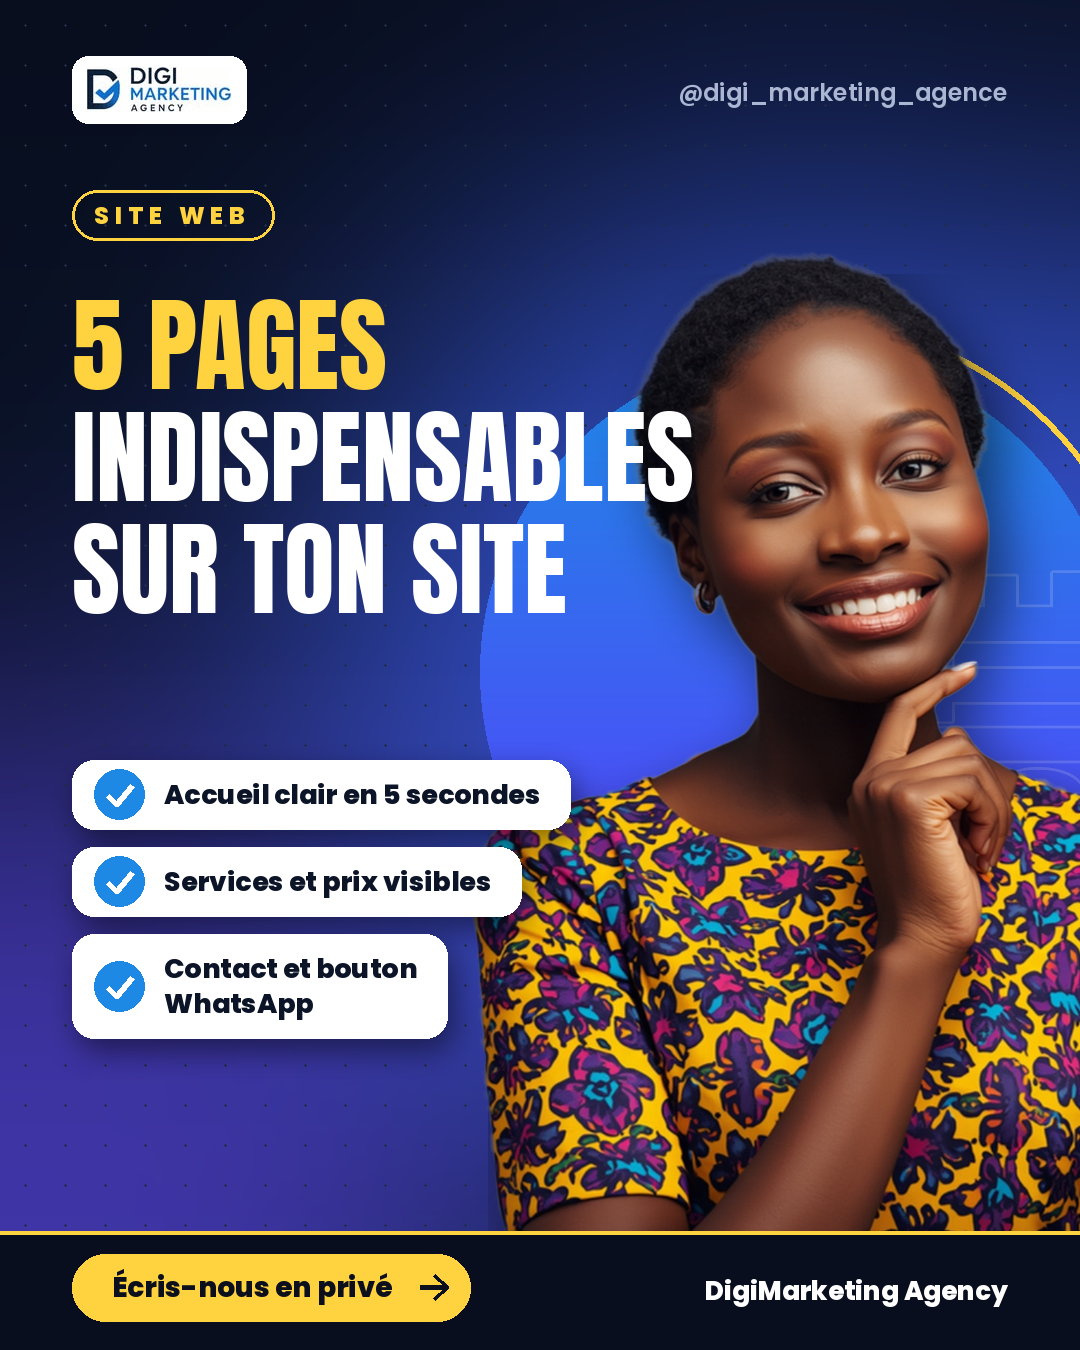 DIGI
MARKETING
AGENCY
@digi_marketing_agence
SITE WEB
5 PAGES
INDISPENSABLES
SUR TON SITE
Accueil clair en 5 secondes
Services et prix visibles
Contact et bouton
WhatsApp
Écris-nous en privé
DigiMarketing Agency